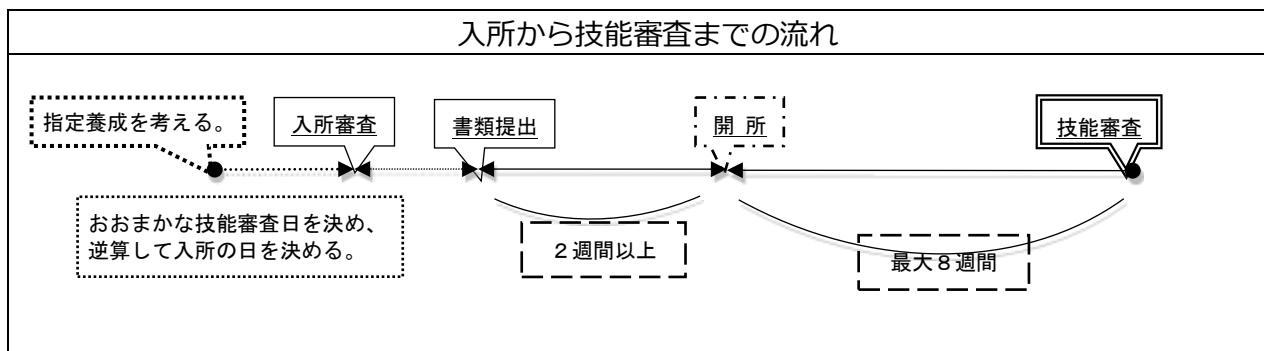 入所から技能審査までの流れ
指定養成を考える。
入所審査
書類提出
開 所
技能審査
おおまかな技能審査日を決め、
逆算して入所の日を決める。
２週間以上
最大８週間